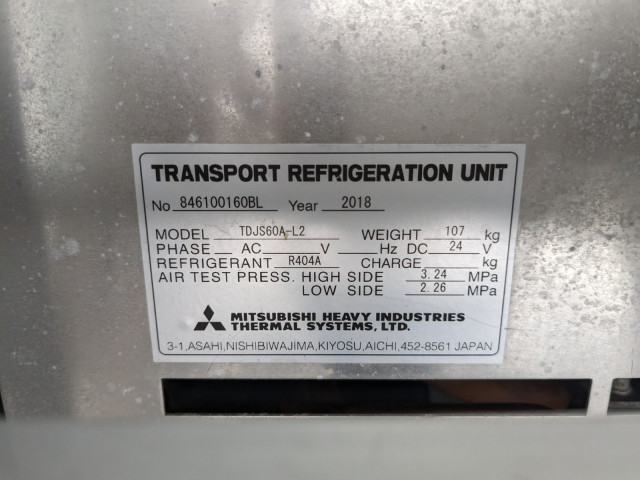 TRANSPORT REFRIGERATION UNIT
No 846100160BL Year 2018
MODEL TDJS60A-L2 WEIGHT 107 kg
PHASE AC V Hz DC 24 V
REFRIGERANT R404A CHARGE kg
AIR TEST PRESS. HIGH SIDE 3.24 MPa
LOW SIDE 2.26 MPa
MITSUBISHI HEAVY INDUSTRIES
THERMAL SYSTEMS, LTD.
3-1,ASAHI,NISHIBIWAJIMA,KIYOSU,AICHI,452-8561 JAPAN